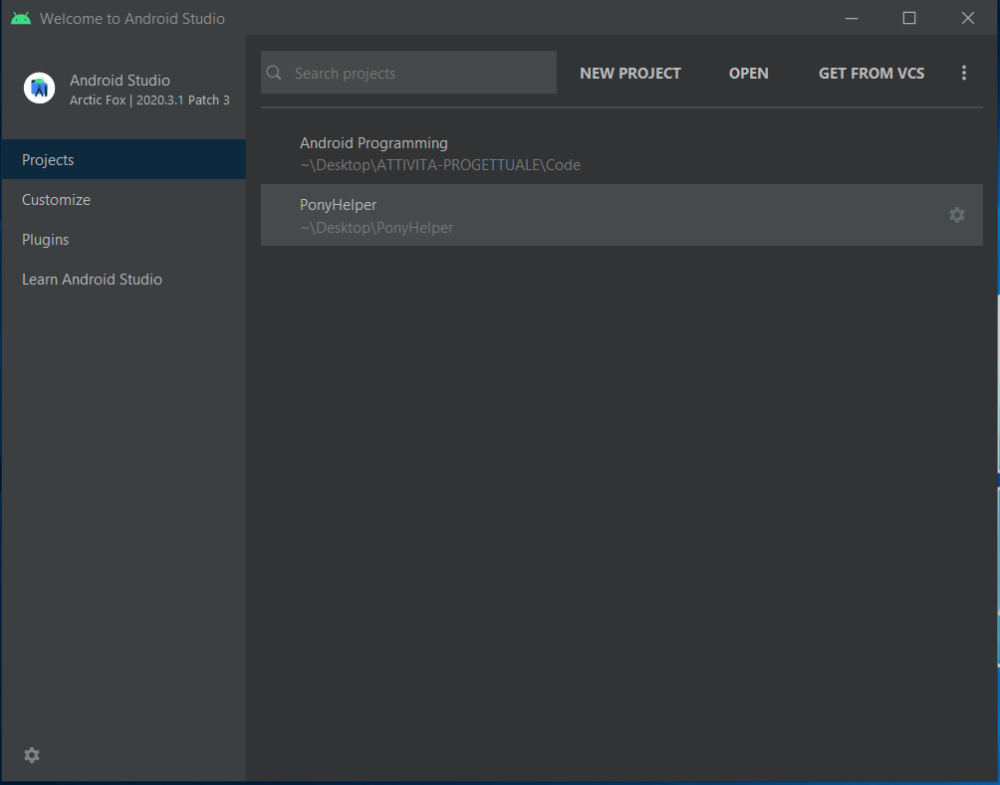 Welcome to Android Studio
Android Studio
Arctic Fox | 2020.3.1 Patch 3
Projects
Customize
Plugins
Learn Android Studio
Search projects
NEW PROJECT
OPEN
GET FROM VCS
Android Programming
~\Desktop\ATTIVITA-PROGETTUALE\Code
PonyHelper
~\Desktop\PonyHelper